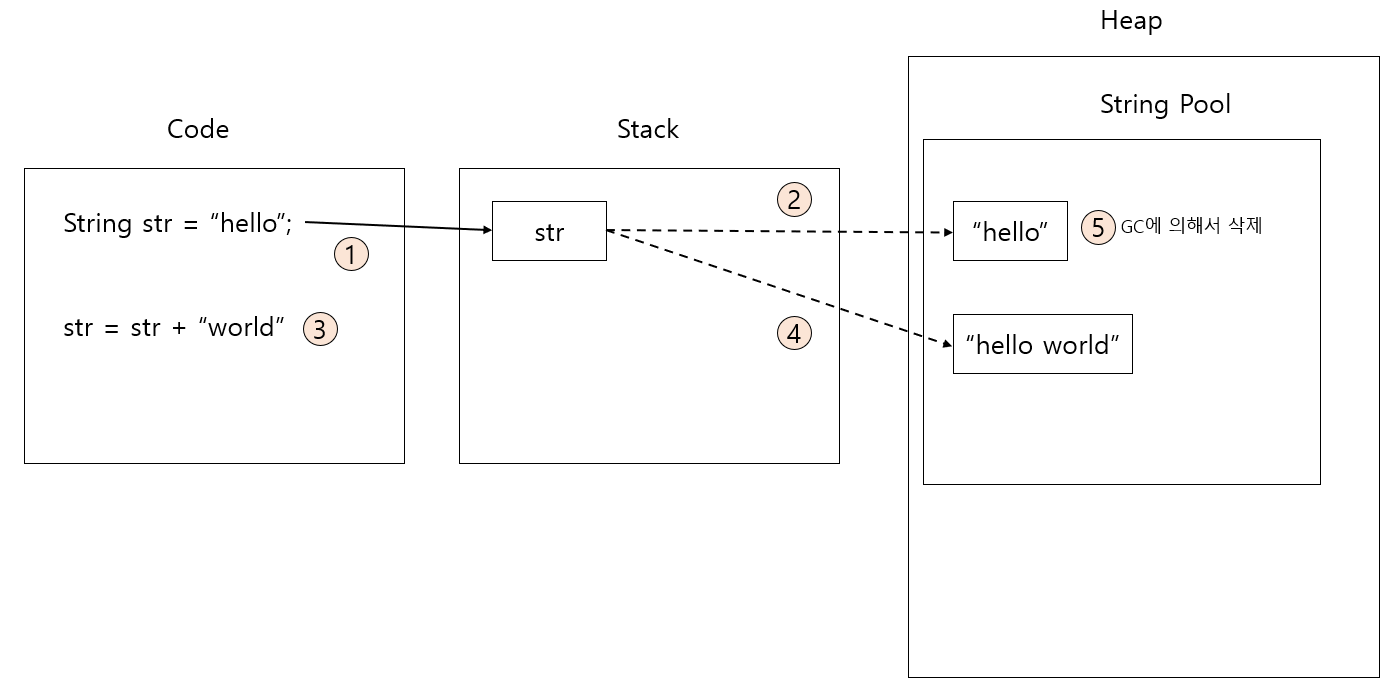 Heap
String Pool
Code
Stack
String str = “hello”;
①
str
②
“hello”
⑤ GC에 의해서 삭제
str = str + “world” ③
④
“hello world”